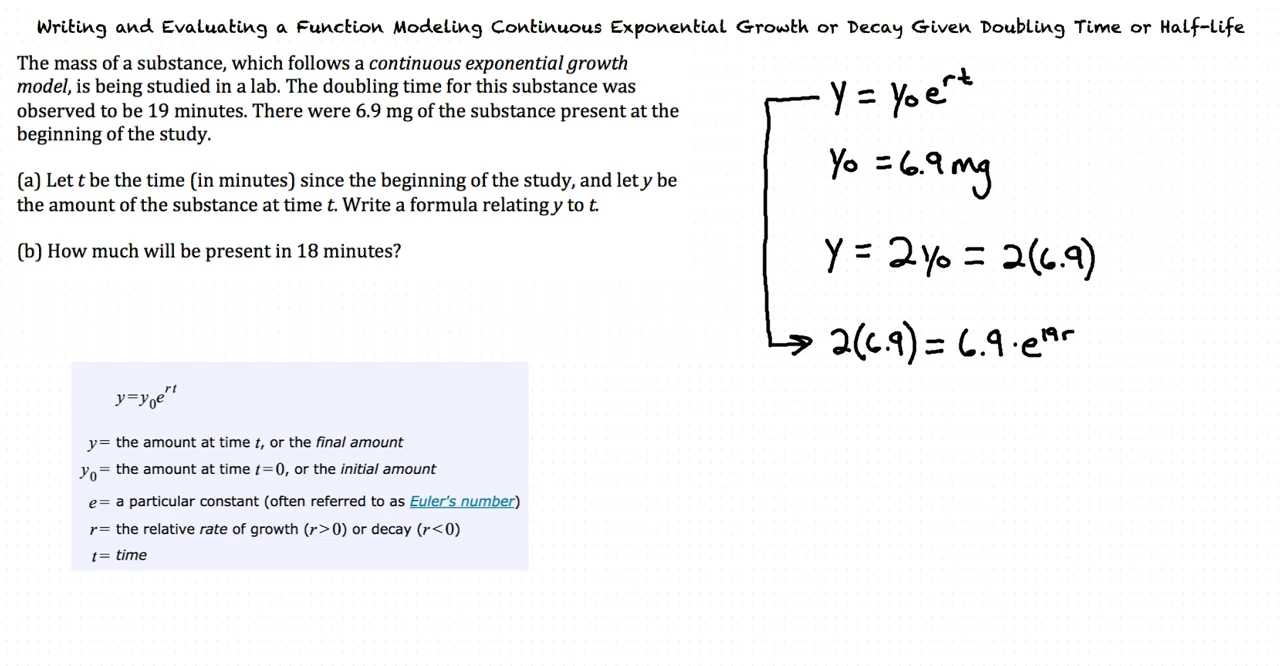 Writing and Evaluating a Function Modeling Continuous Exponential Growth or Decay Given Doubling Time or Half-life
The mass of a substance, which follows a continuous exponential growth
model, is being studied in a lab. The doubling time for this substance was
observed to be 19 minutes. There were 6.9 mg of the substance present at the
beginning of the study.
(a) Let t be the time (in minutes) since the beginning of the study, and let y be
the amount of the substance at time t. Write a formula relating y to t.
(b) How much will be present in 18 minutes?
y=y₀e^{rt}
y= the amount at time t, or the final amount
y₀= the amount at time t=0, or the initial amount
e= a particular constant (often referred to as Euler's number)
r= the relative rate of growth (r>0) or decay (r<0)
t= time
y = y₀e^{rt}
y₀ = 6.9 mg
y = 2y₀ = 2(6.9)
2(6.9) = 6.9·e^{19r}